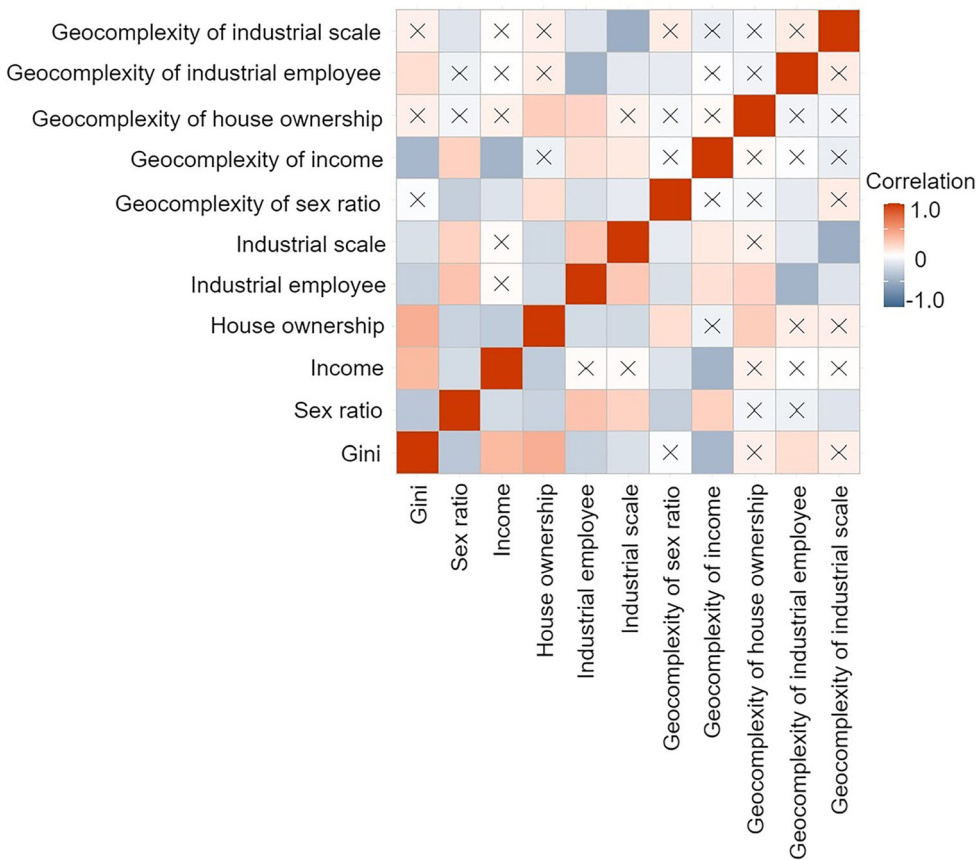 Geocomplexity of industrial scale
Geocomplexity of industrial employee
Geocomplexity of house ownership
Geocomplexity of income
Geocomplexity of sex ratio
Industrial scale
Industrial employee
House ownership
Income
Sex ratio
Gini
Correlation
1.0
0
-1.0
Gini
Sex ratio
Income
House ownership
Industrial employee
Industrial scale
Geocomplexity of sex ratio
Geocomplexity of income
Geocomplexity of house ownership
Geocomplexity of industrial employee
Geocomplexity of industrial scale